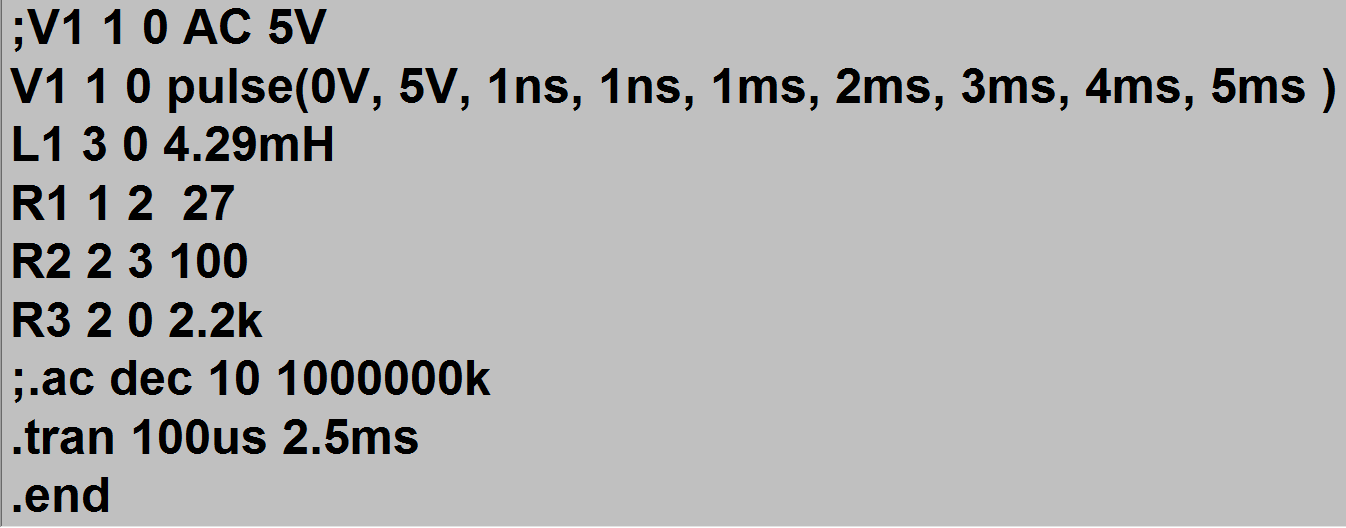 ;V1 1 0 AC 5V
V1 1 0 pulse(0V, 5V, 1ns, 1ns, 1ms, 2ms, 3ms, 4ms, 5ms )
L1 3 0 4.29mH
R1 1 2  27
R2 2 3 100
R3 2 0 2.2k
;.ac dec 10 1000000k
.tran 100us 2.5ms
.end